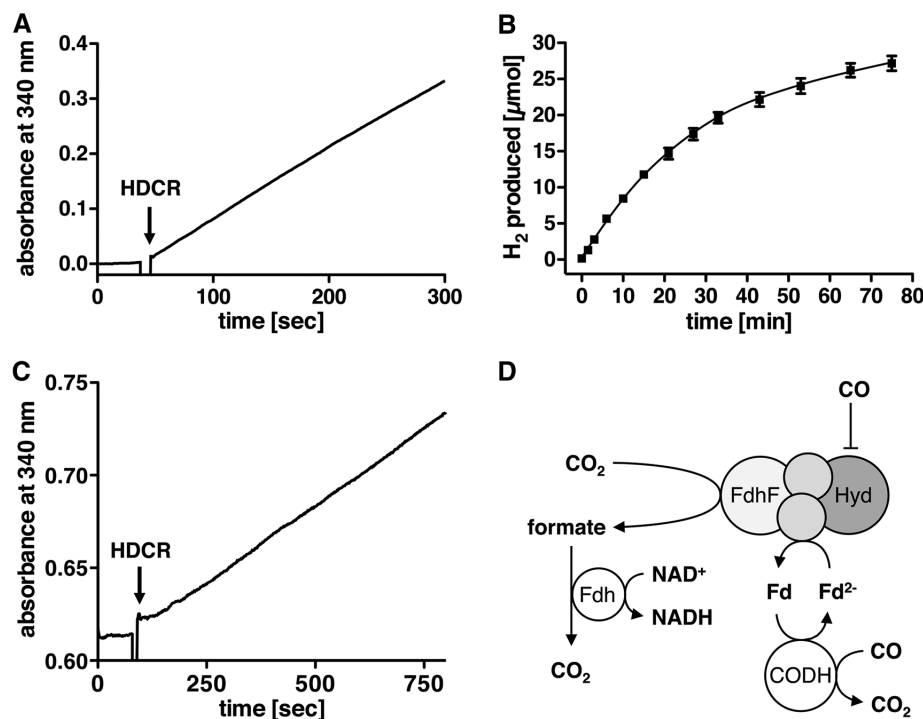 A
absorbance at 340 nm
0.4
0.3
0.2
0.1
0.0
HDCR
0 100 200 300
time [sec]
B
H2 produced [µmol]
30
25
20
15
10
5
0
0 10 20 30 40 50 60 70 80
time [min]
C
absorbance at 340 nm
0.75
0.70
0.65
0.60
HDCR
0 250 500 750
time [sec]
D
CO
CO2
FdhF
Hyd
formate
Fdh
NAD+
NADH
CO2
Fd
Fd2-
CODH
CO
CO2